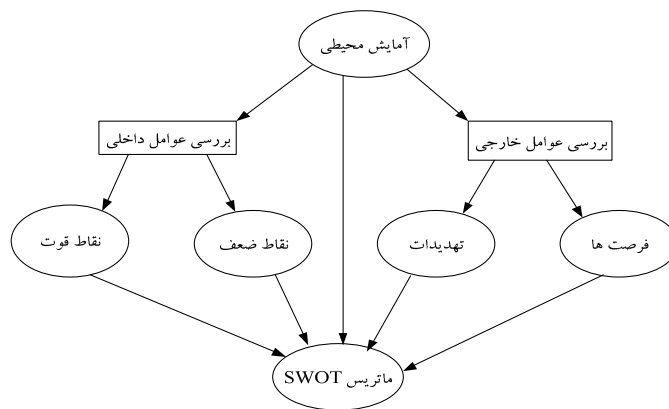 آمایش محیطی
بررسی عوامل خارجی
بررسی عوامل داخلی
فرصت ها
تهدیدات
نقاط ضعف
نقاط قوت
ماتریس SWOT